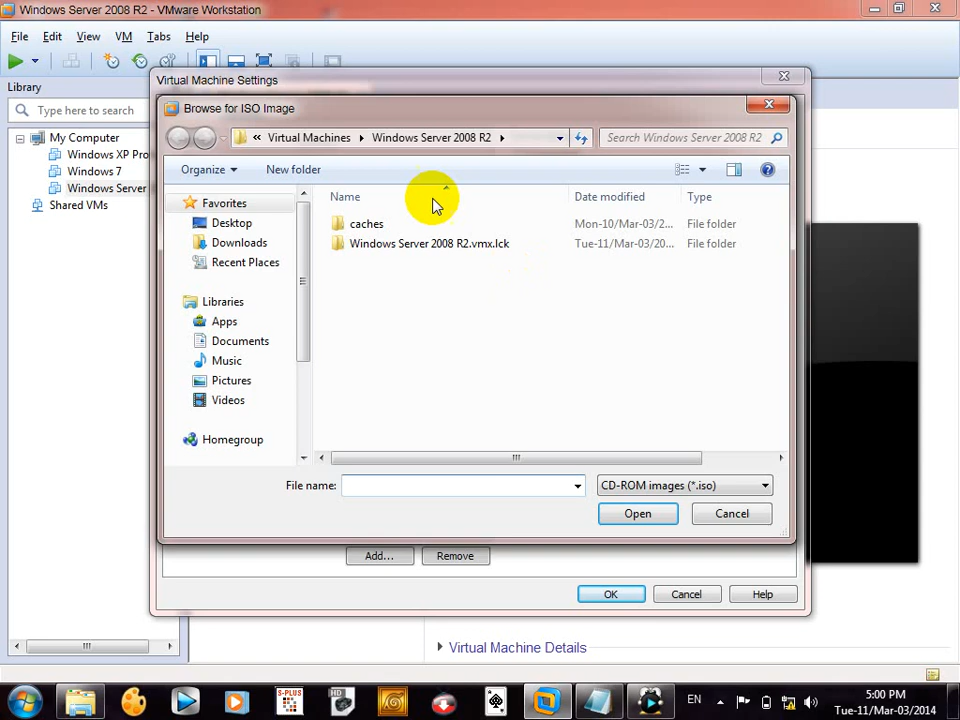 Windows Server 2008 R2 - VMware Workstation
File Edit View VM Tabs Help
Library
Type here to search
My Computer
Windows XP Pro
Windows 7
Windows Server
Shared VMs
Virtual Machine Settings
Browse for ISO Image
« Virtual Machines Windows Server 2008 R2
Search Windows Server 2008 R2
Organize New folder
Favorites
Desktop
Downloads
Recent Places
Libraries
Apps
Documents
Music
Pictures
Videos
Homegroup
Name Date modified Type
caches Mon-10/Mar-03/2... File folder
Windows Server 2008 R2.vmx.lck Tue-11/Mar-03/20... File folder
File name: CD-ROM images (*.iso)
Open Cancel
Add... Remove
OK Cancel Help
Virtual Machine Details
S-PLUS
HD
EN
5:00 PM
Tue-11/Mar-03/2014